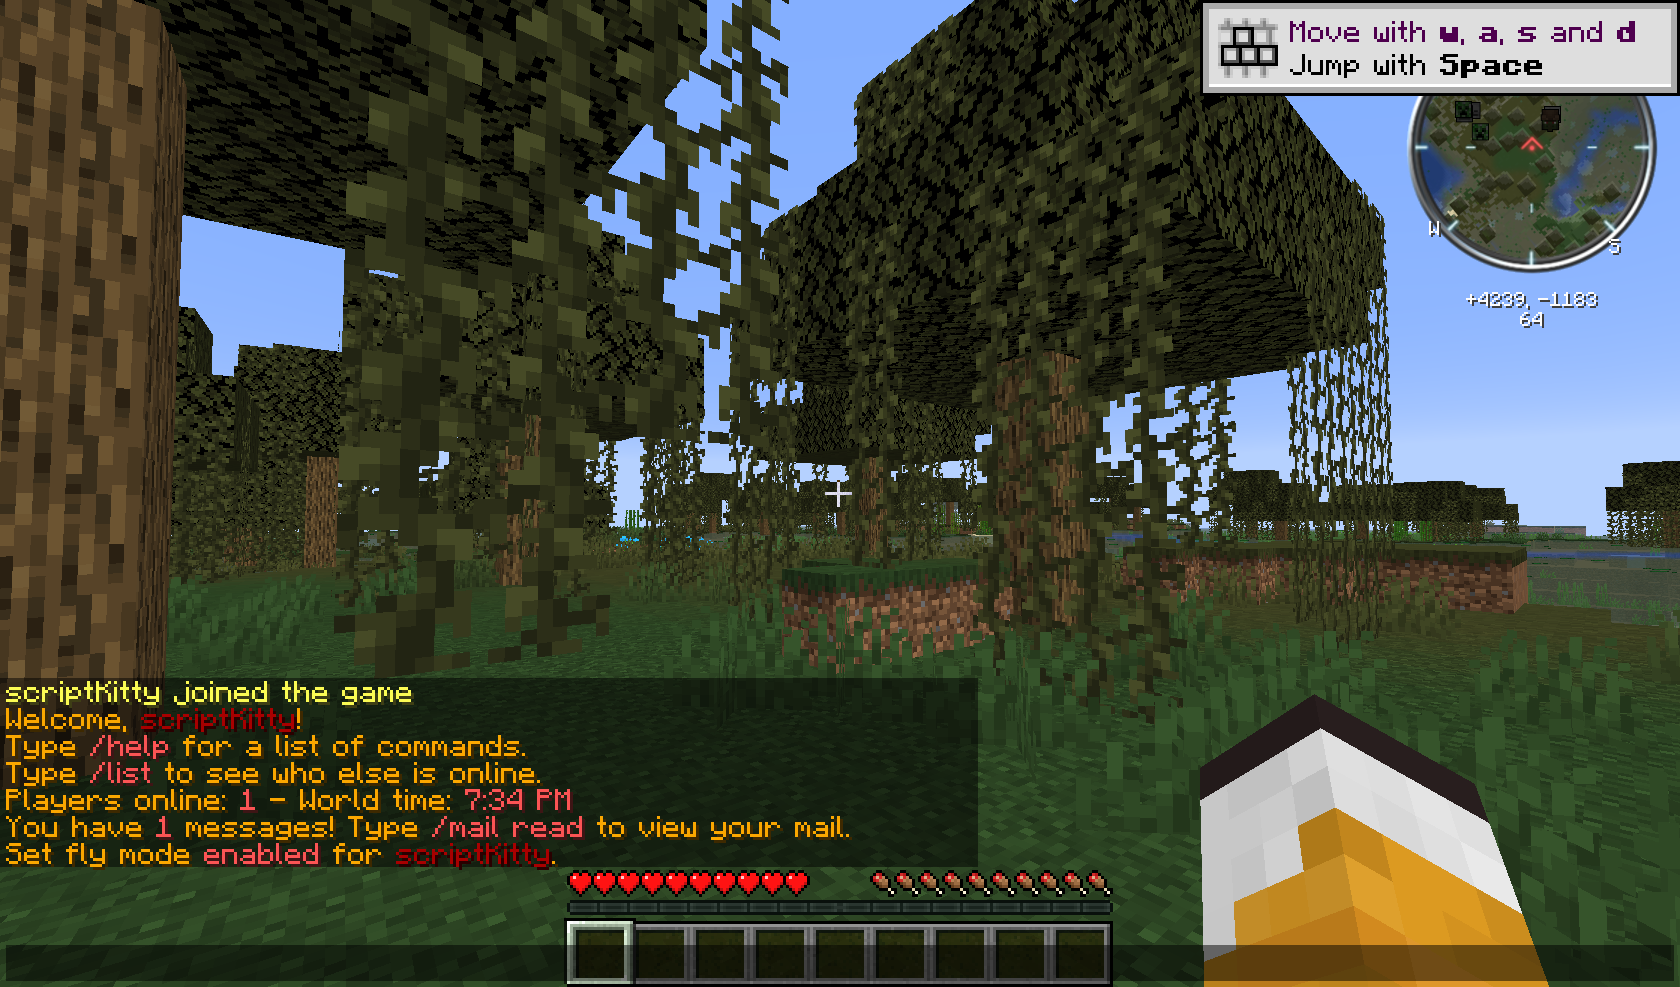 Move with w, a, s and d
Jump with Space
W
S
+4239, -1183
64
scriptKitty joined the game
Welcome, scriptKitty!
Type /help for a list of commands.
Type /list to see who else is online.
Players online: 1 - World time: 7:34 PM
You have 1 messages! Type /mail read to view your mail.
Set fly mode enabled for scriptKitty.